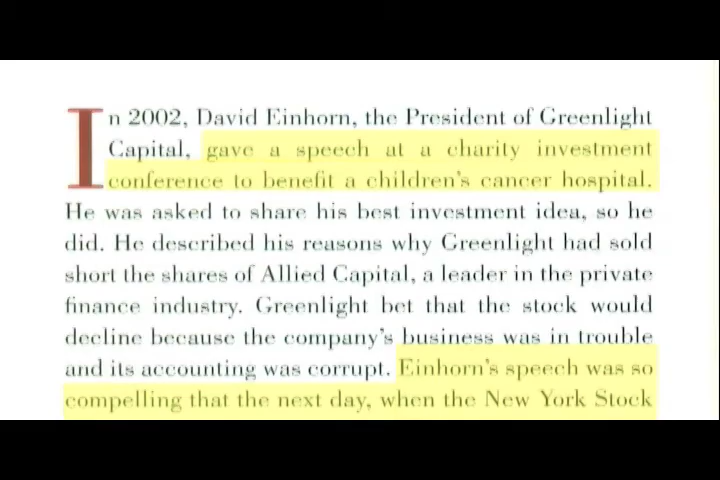 In 2002, David Einhorn, the President of Greenlight
Capital, gave a speech at a charity investment
conference to benefit a children's cancer hospital.
He was asked to share his best investment idea, so he
did. He described his reasons why Greenlight had sold
short the shares of Allied Capital, a leader in the private
finance industry. Greenlight bet that the stock would
decline because the company's business was in trouble
and its accounting was corrupt. Einhorn's speech was so
compelling that the next day, when the New York Stock